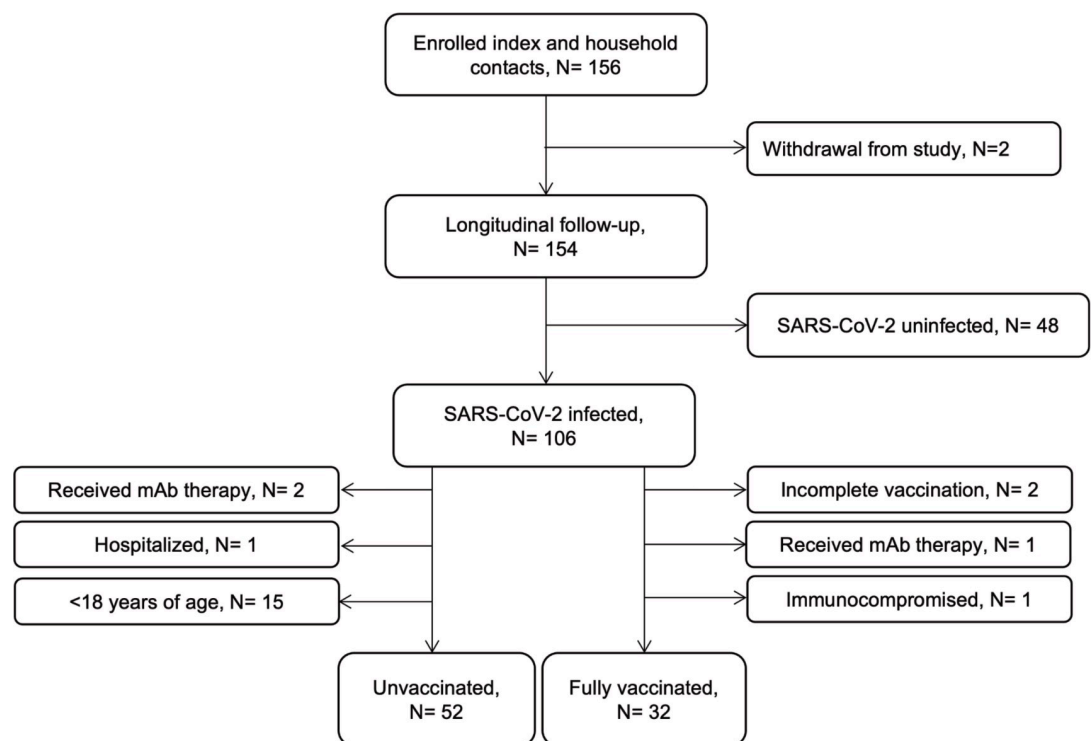 Enrolled index and household
contacts, N= 156
Withdrawal from study, N=2
Longitudinal follow-up,
N= 154
SARS-CoV-2 uninfected, N= 48
SARS-CoV-2 infected,
N= 106
Received mAb therapy, N= 2
Incomplete vaccination, N= 2
Hospitalized, N= 1
Received mAb therapy, N= 1
<18 years of age, N= 15
Immunocompromised, N= 1
Unvaccinated,
N= 52
Fully vaccinated,
N= 32